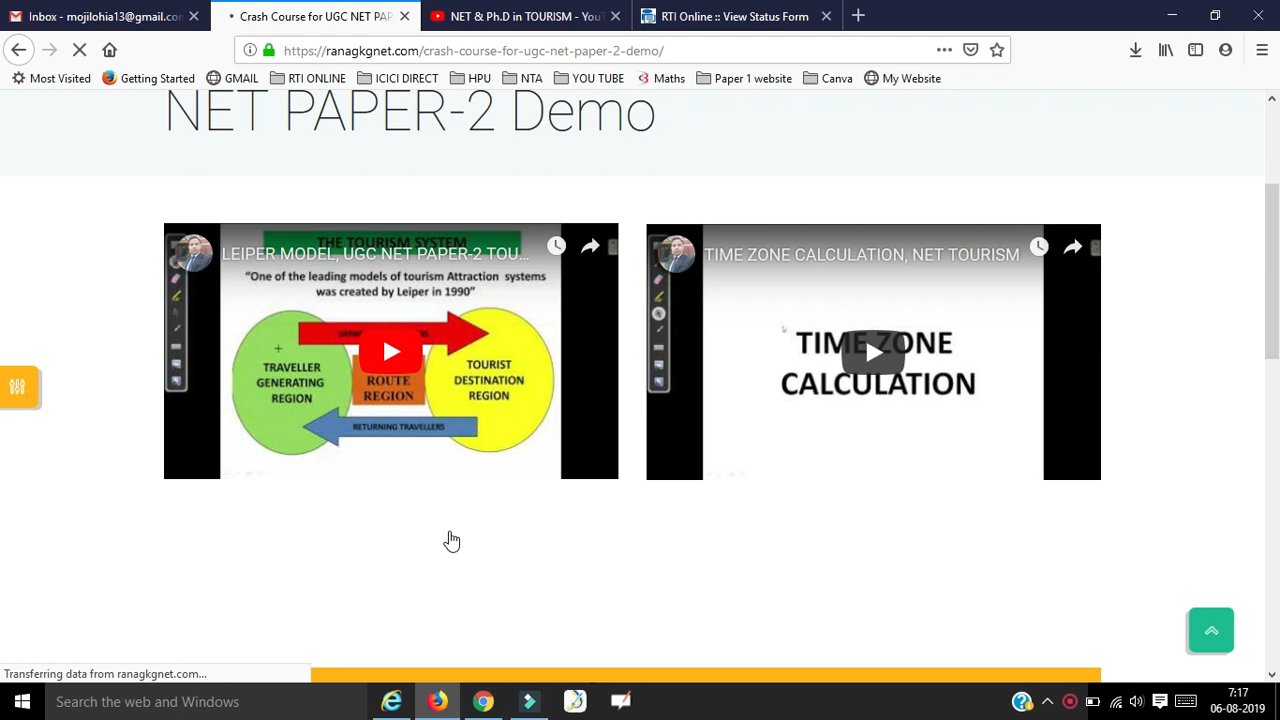 Inbox - mojilohia13@gmail.com
Crash Course for UGC NET PAP
NET & Ph.D in TOURISM - YouT
RTI Online :: View Status Form
https://ranagkgnet.com/crash-course-for-ugc-net-paper-2-demo/
Most Visited
Getting Started
GMAIL
RTI ONLINE
ICICI DIRECT
HPU
NTA
YOU TUBE
Maths
Paper 1 website
Canva
My Website
NET PAPER-2 Demo
THE TOURISM SYSTEM
LEIPER MODEL, UGC NET PAPER-2 TOU...
"One of the leading models of tourism Attraction systems
was created by Leiper in 1990"
TRAVELLER
GENERATING
REGION
ROUTE
REGION
TOURIST
DESTINATION
REGION
RETURNING TRAVELLERS
TIME ZONE CALCULATION, NET TOURISM
TIME ZONE
CALCULATION
Transferring data from ranagkgnet.com...
Search the web and Windows
7:17
06-08-2019